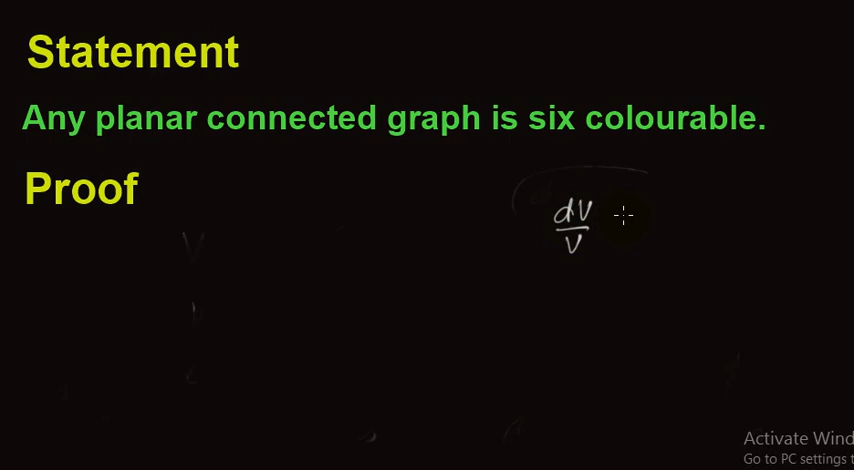 Statement
Any planar connected graph is six colourable.
Proof
dV
V
Activate Wind
Go to PC settings t